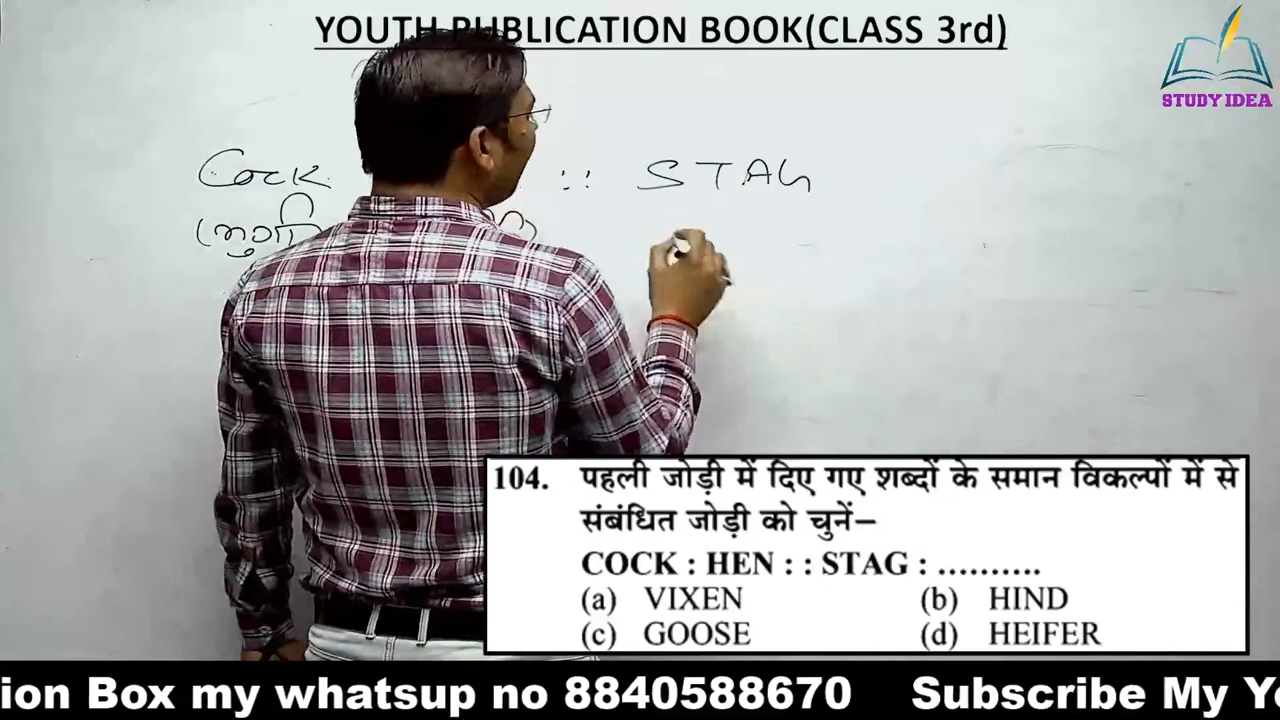 YOUTH PUBLICATION BOOK(CLASS 3rd)
STUDY IDEA
Cock :: STAG
104. पहली जोड़ी में दिए गए शब्दों के समान विकल्पों में से
संबंधित जोड़ी को चुनें–
COCK : HEN : : STAG : ..........
(a) VIXEN (b) HIND
(c) GOOSE (d) HEIFER
ion Box my whatsup no 8840588670 Subscribe My Yo